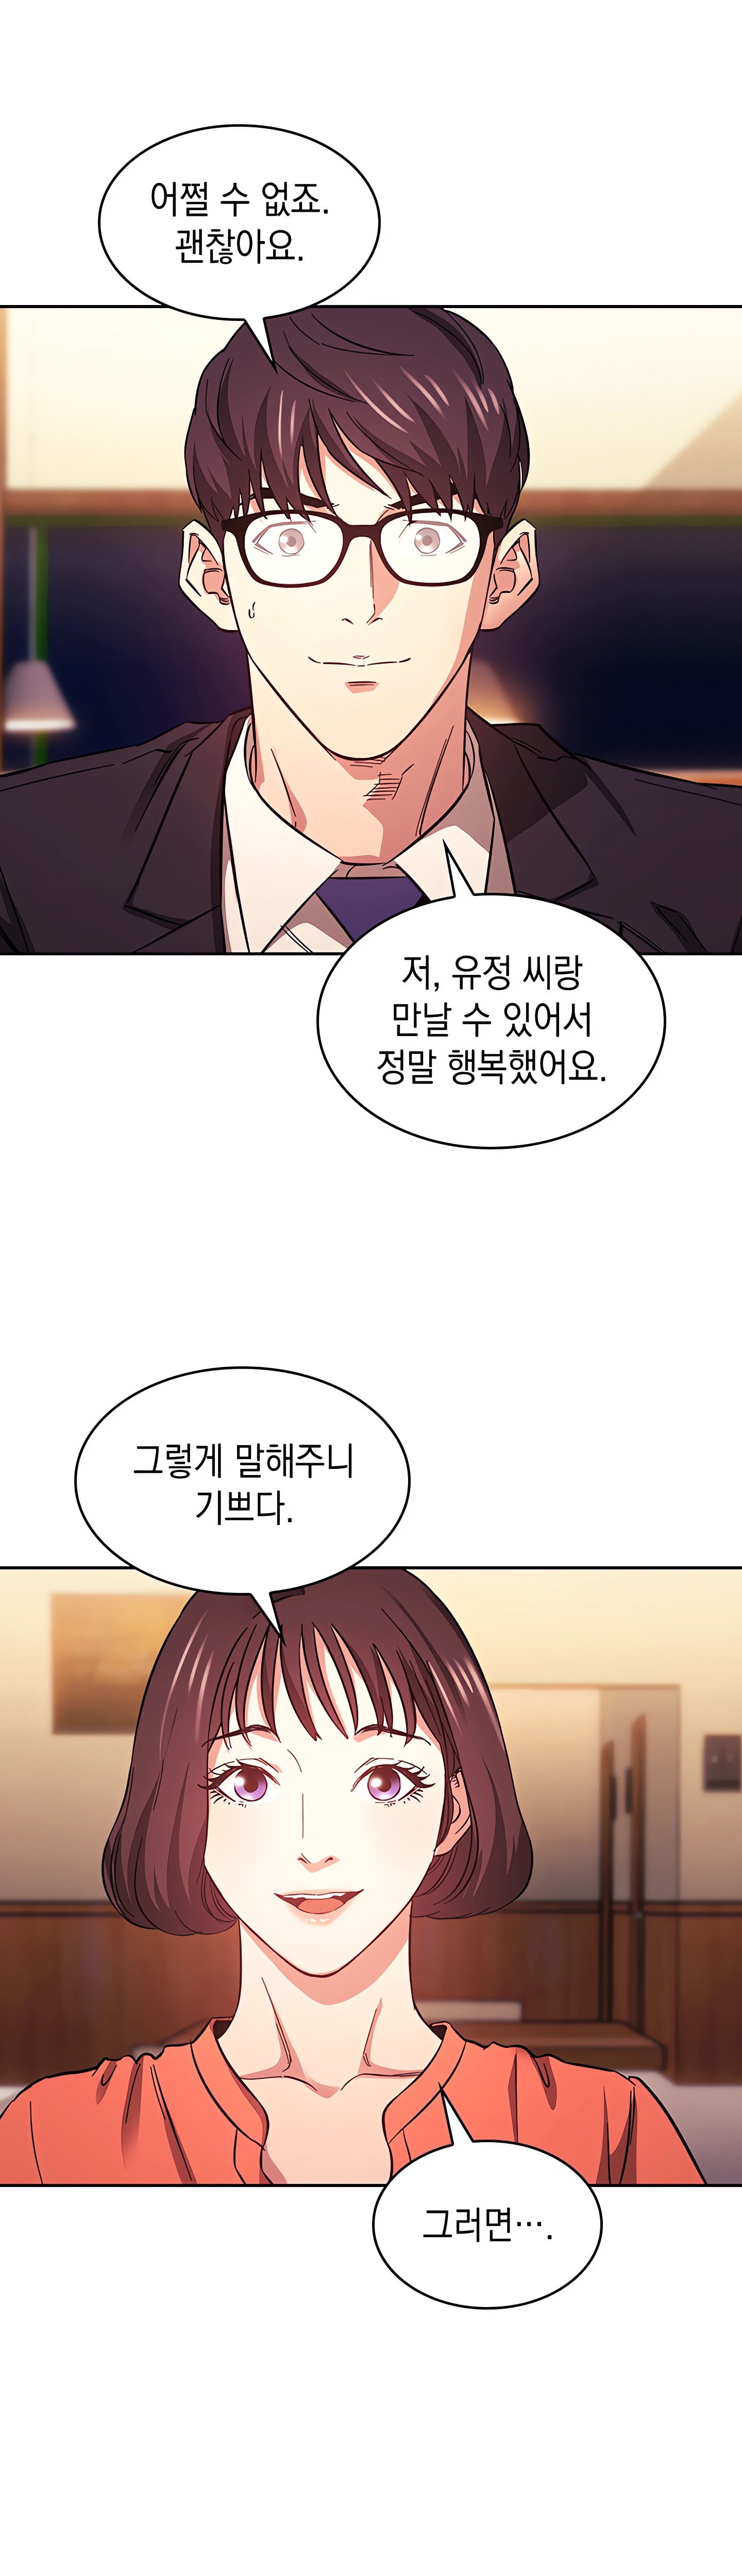 어쩔 수 없죠.
괜찮아요.
저, 유정 씨랑
만날 수 있어서
정말 행복했어요.
그렇게 말해주니
기쁘다.
그러면….